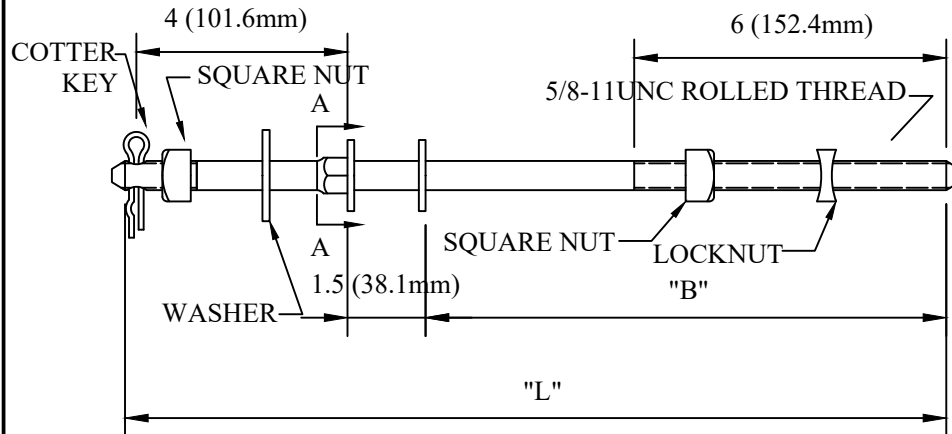 4 (101.6mm)
6 (152.4mm)
COTTER
KEY
SQUARE NUT
A
5/8-11UNC ROLLED THREAD
A
SQUARE NUT
LOCKNUT
1.5 (38.1mm)
"B"
WASHER
"L"